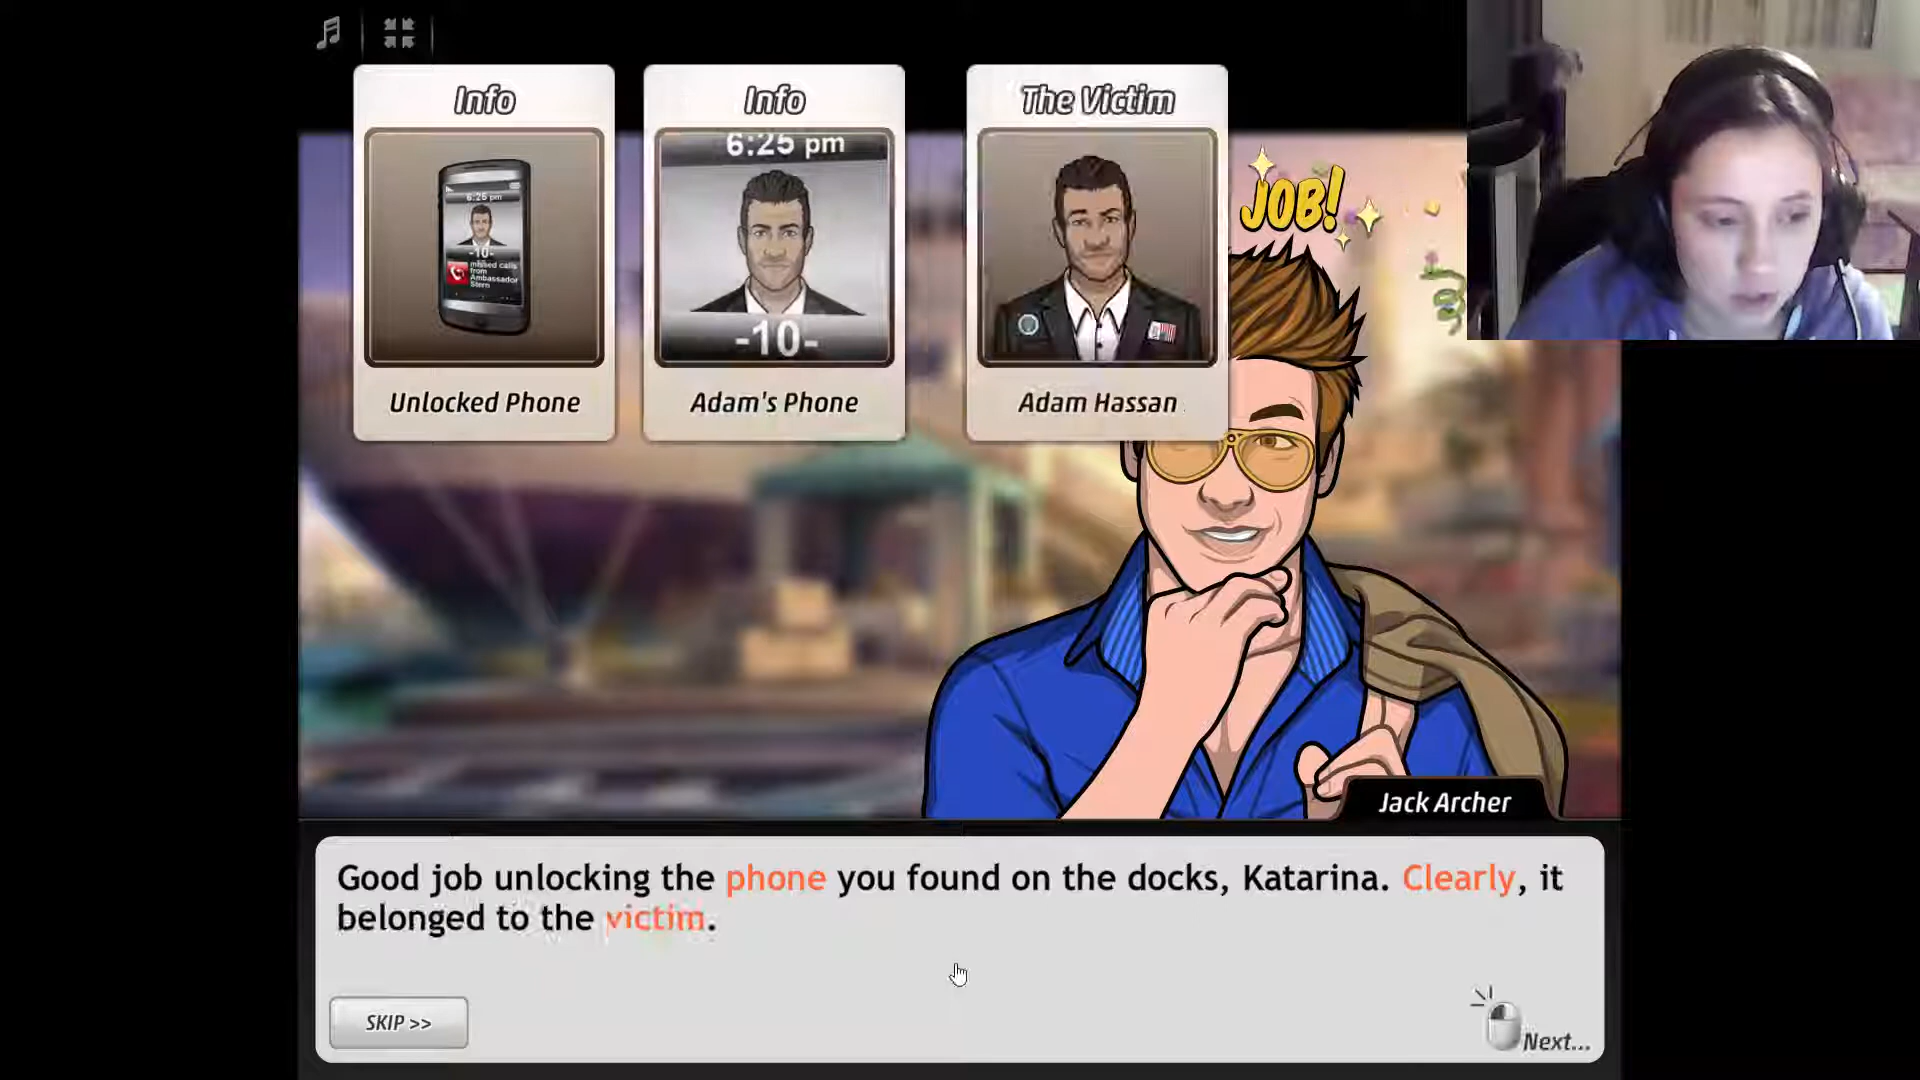 Info
Info
The Victim
6:25 pm
6:25 pm
-10-
missed calls
from
Ambassador
Stern
-10-
JOB!
Unlocked Phone
Adam's Phone
Adam Hassan
Jack Archer
Good job unlocking the phone you found on the docks, Katarina. Clearly, it
belonged to the victim.
SKIP >>
Next...